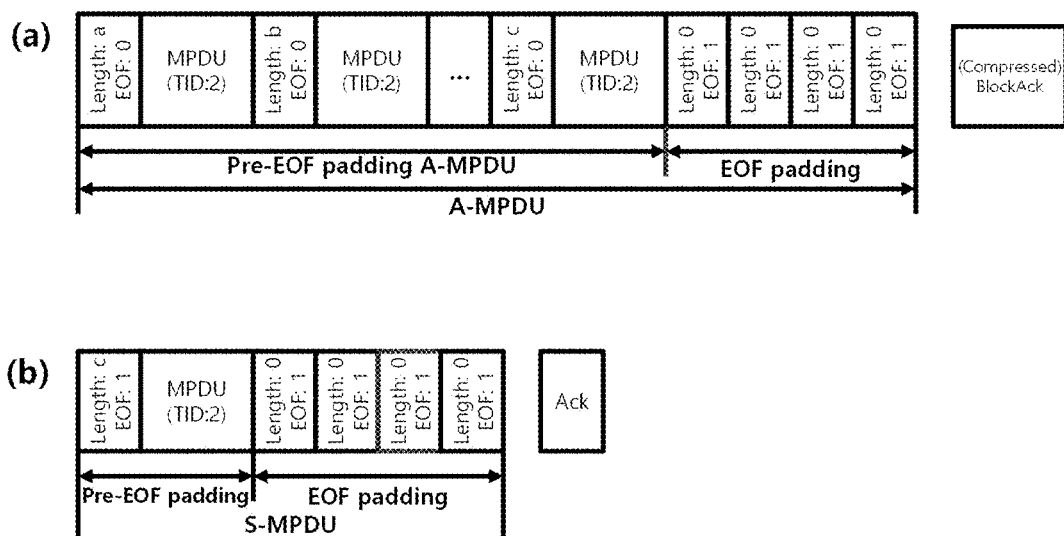 (a)
Length: a
EOF: 0
MPDU
(TID:2)
Length: b
EOF: 0
MPDU
(TID:2)
...
Length: c
EOF: 0
MPDU
(TID:2)
Length: 0
EOF: 1
Length: 0
EOF: 1
Length: 0
EOF: 1
Length: 0
EOF: 1
(Compressed)
BlockAck
Pre-EOF padding A-MPDU
EOF padding
A-MPDU
(b)
Length: c
EOF: 1
MPDU
(TID:2)
Length: 0
EOF: 1
Length: 0
EOF: 1
Length: 0
EOF: 1
Length: 0
EOF: 1
Ack
Pre-EOF padding
EOF padding
S-MPDU